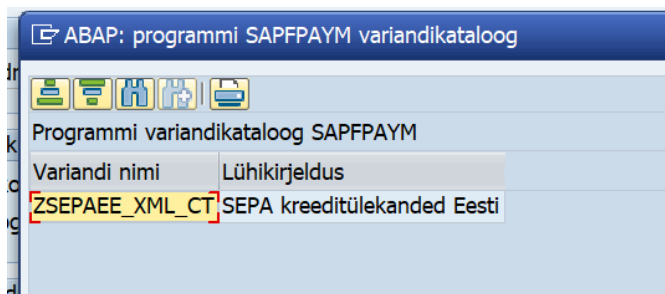 ABAP: programmi SAPFPAYM variandikataloog
Programmi variandikataloog SAPFPAYM
Variandi nimi Lühikirjeldus
ZSEPAEE_XML_CT SEPA kreeditülekanded Eesti